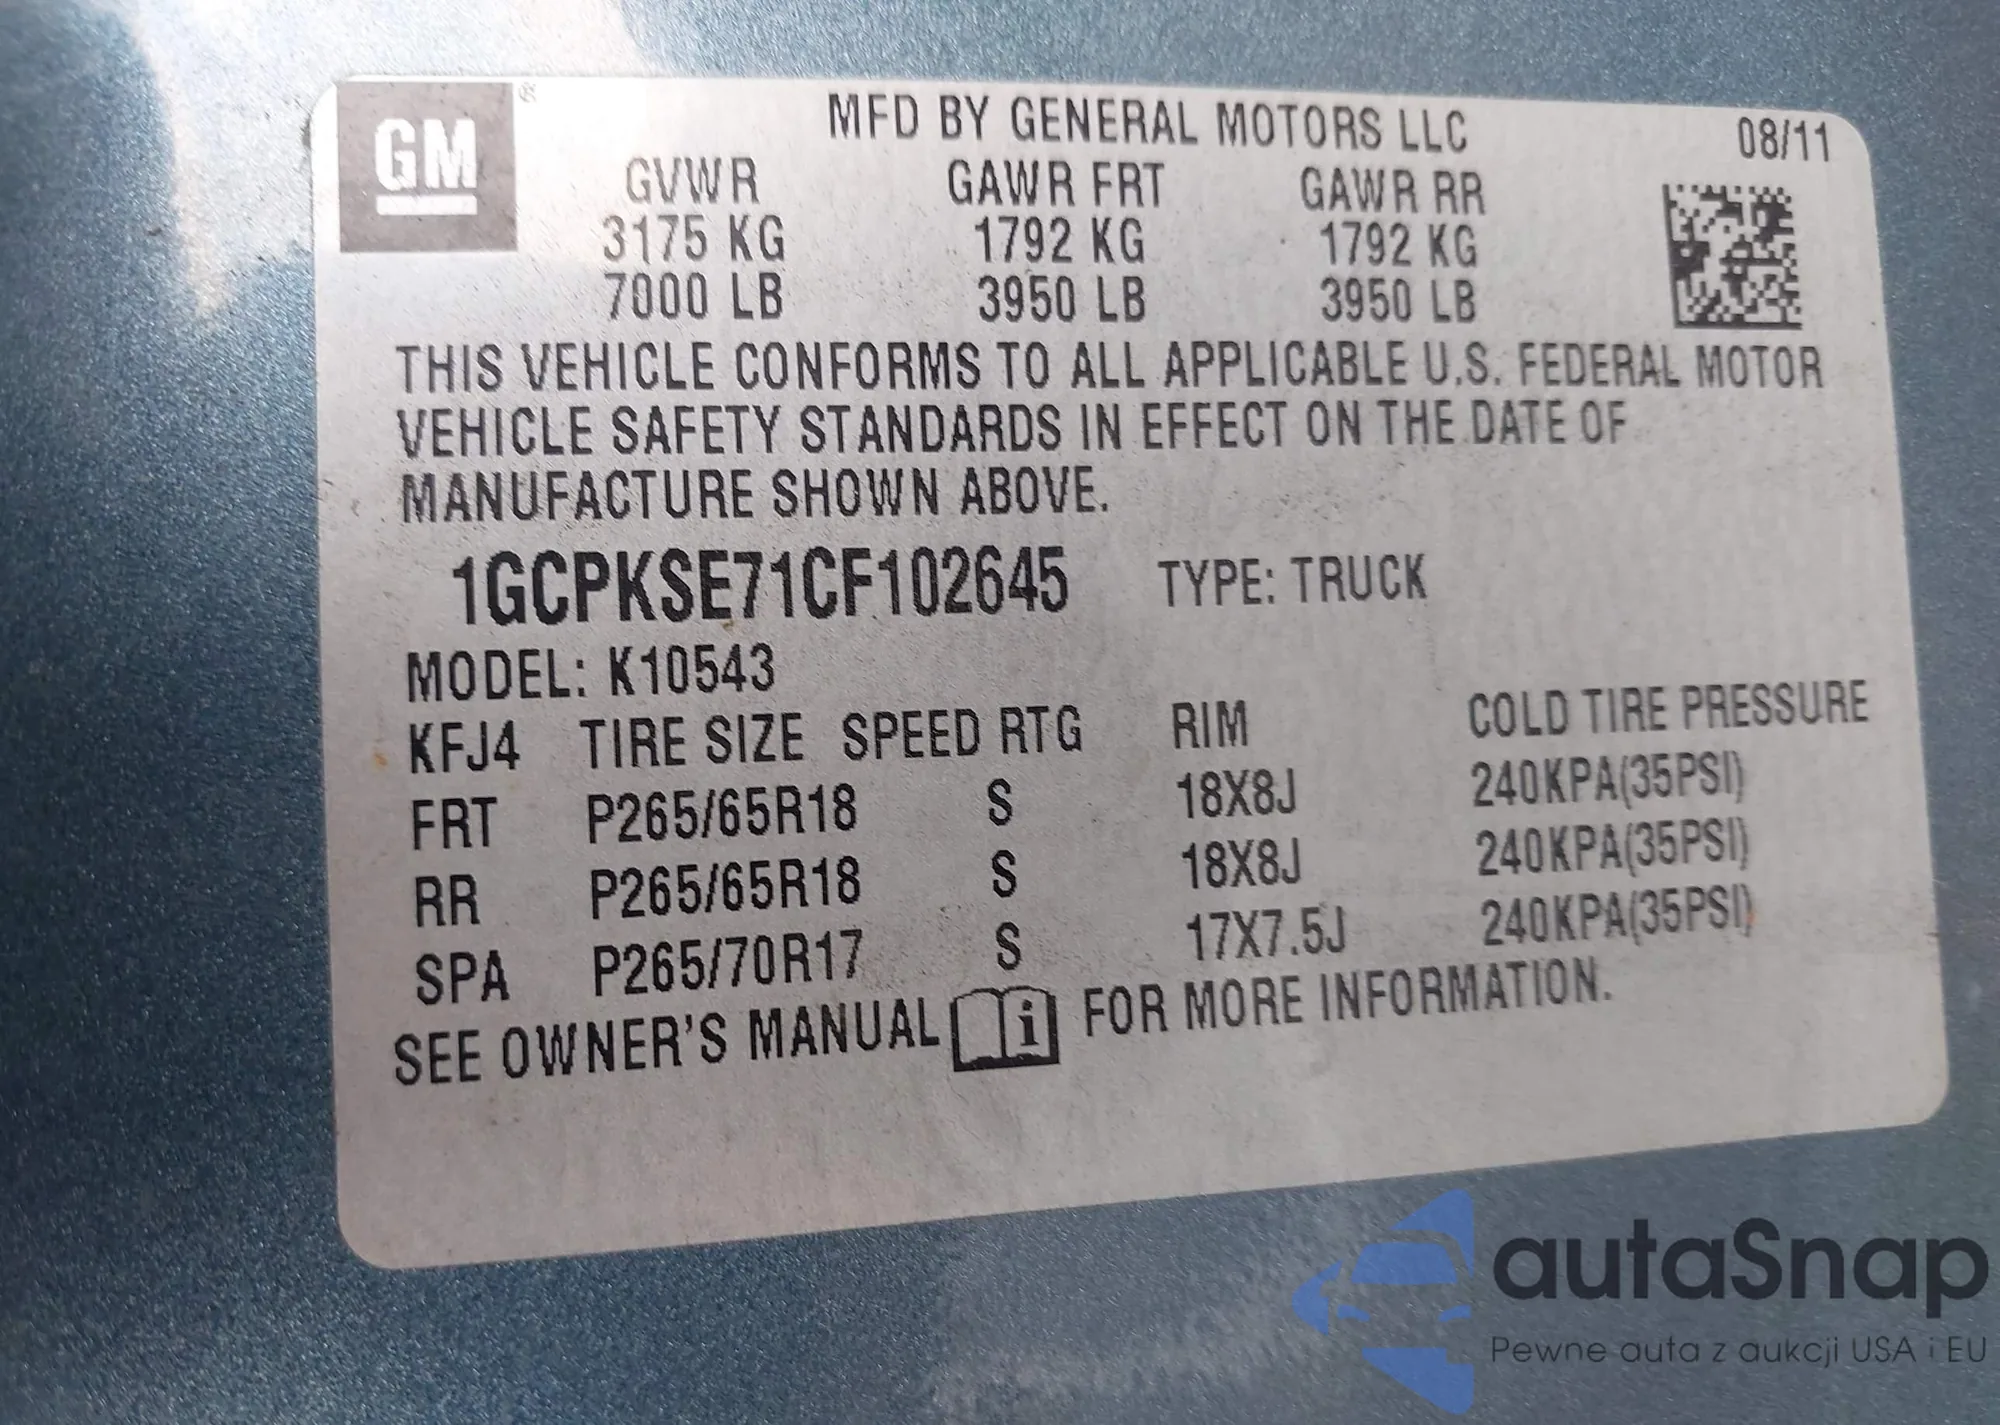 GM
MFD BY GENERAL MOTORS LLC 08/11
GVWR GAWR FRT GAWR RR
3175 KG 1792 KG 1792 KG
7000 LB 3950 LB 3950 LB
THIS VEHICLE CONFORMS TO ALL APPLICABLE U.S. FEDERAL MOTOR
VEHICLE SAFETY STANDARDS IN EFFECT ON THE DATE OF
MANUFACTURE SHOWN ABOVE.
1GCPKSE71CF102645 TYPE: TRUCK
MODEL: K10543
KFJ4 TIRE SIZE SPEED RTG RIM COLD TIRE PRESSURE
FRT P265/65R18 S 18X8J 240KPA(35PSI)
RR P265/65R18 S 18X8J 240KPA(35PSI)
SPA P265/70R17 S 17X7.5J 240KPA(35PSI)
SEE OWNER'S MANUAL i FOR MORE INFORMATION.
autaSnap
Pewne auta z aukcji USA i EU